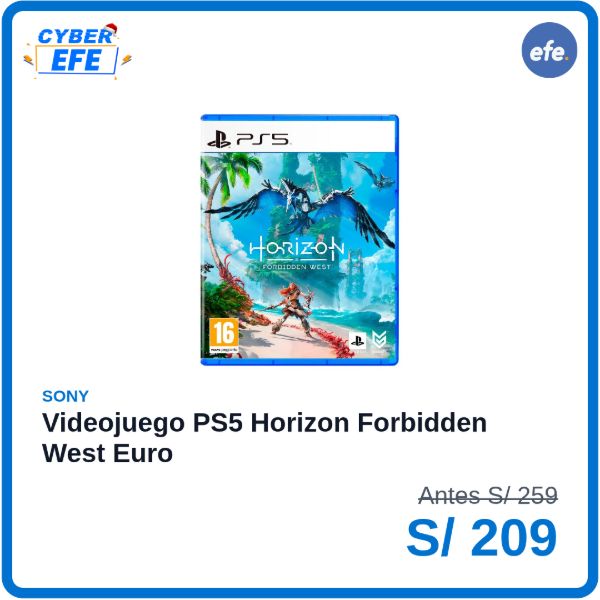 CYBER
EFE
efe.
PS5
HORIZON
FORBIDDEN WEST
16
SONY
Videojuego PS5 Horizon Forbidden
West Euro
Antes S/ 259
S/ 209